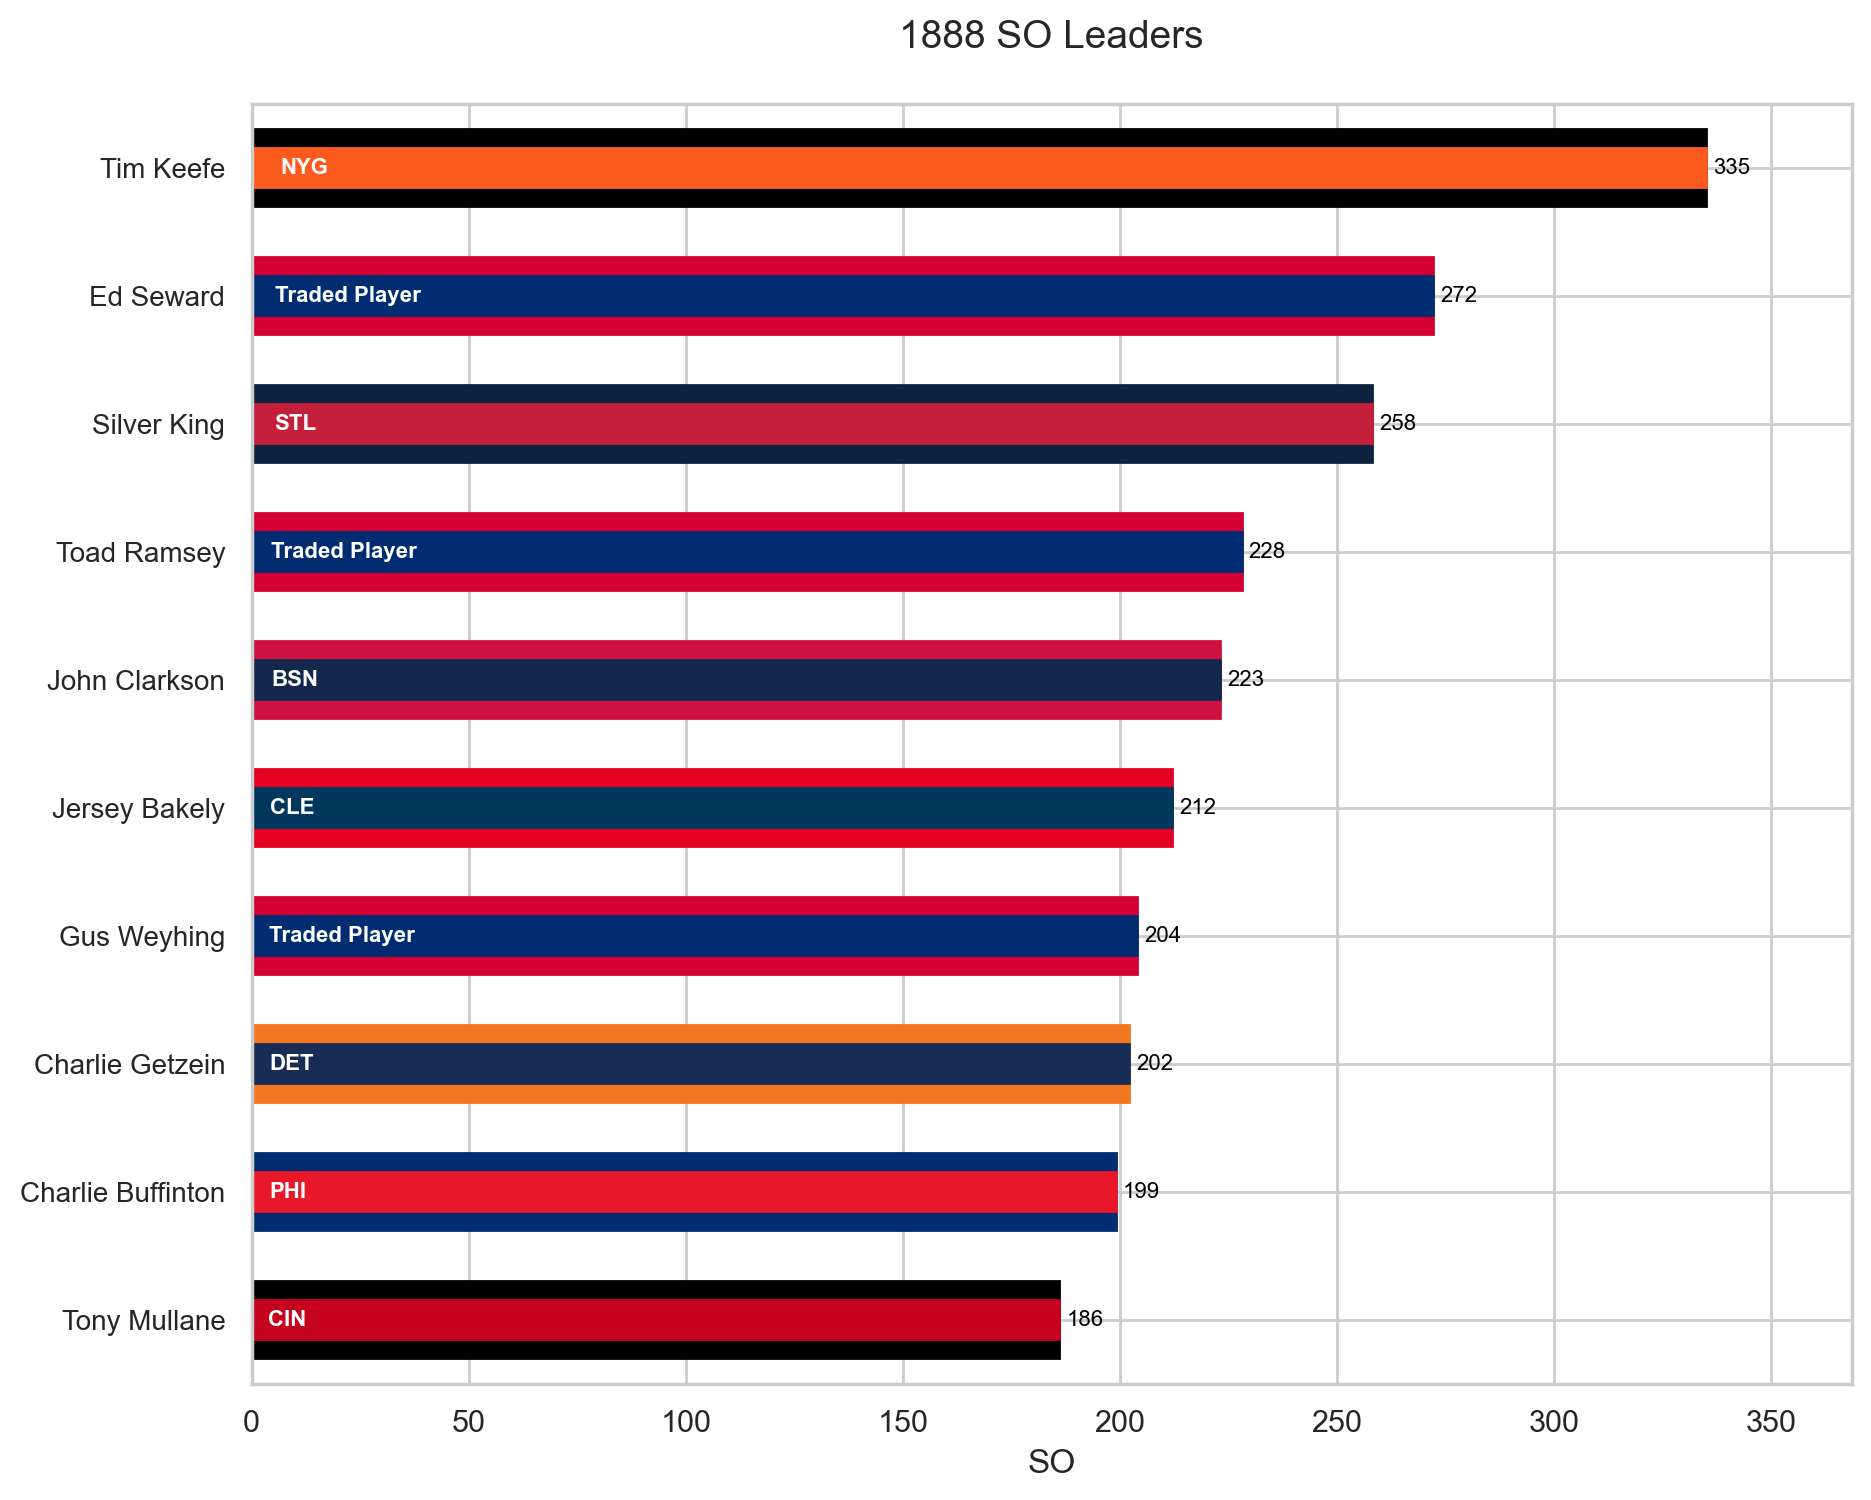 1888 SO Leaders
Tim Keefe
NYG
335
Ed Seward
Traded Player
272
Silver King
STL
258
Toad Ramsey
Traded Player
228
John Clarkson
BSN
223
Jersey Bakely
CLE
212
Gus Weyhing
Traded Player
204
Charlie Getzein
DET
202
Charlie Buffinton
PHI
199
Tony Mullane
CIN
186
0 50 100 150 200 250 300 350
SO